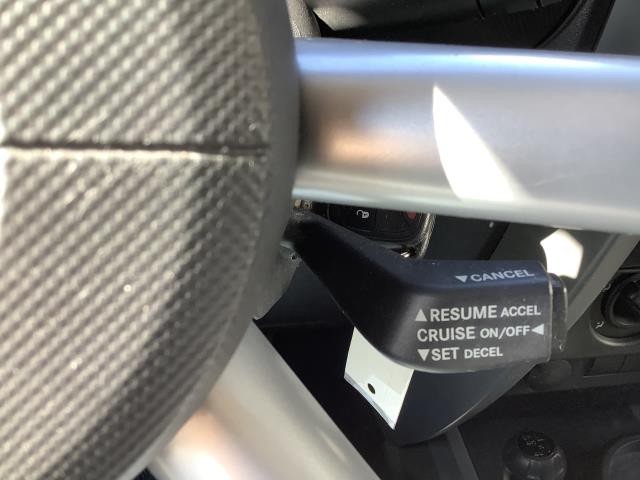 ▼CANCEL
▲RESUME ACCEL
CRUISE ON/OFF◄
▼SET DECEL